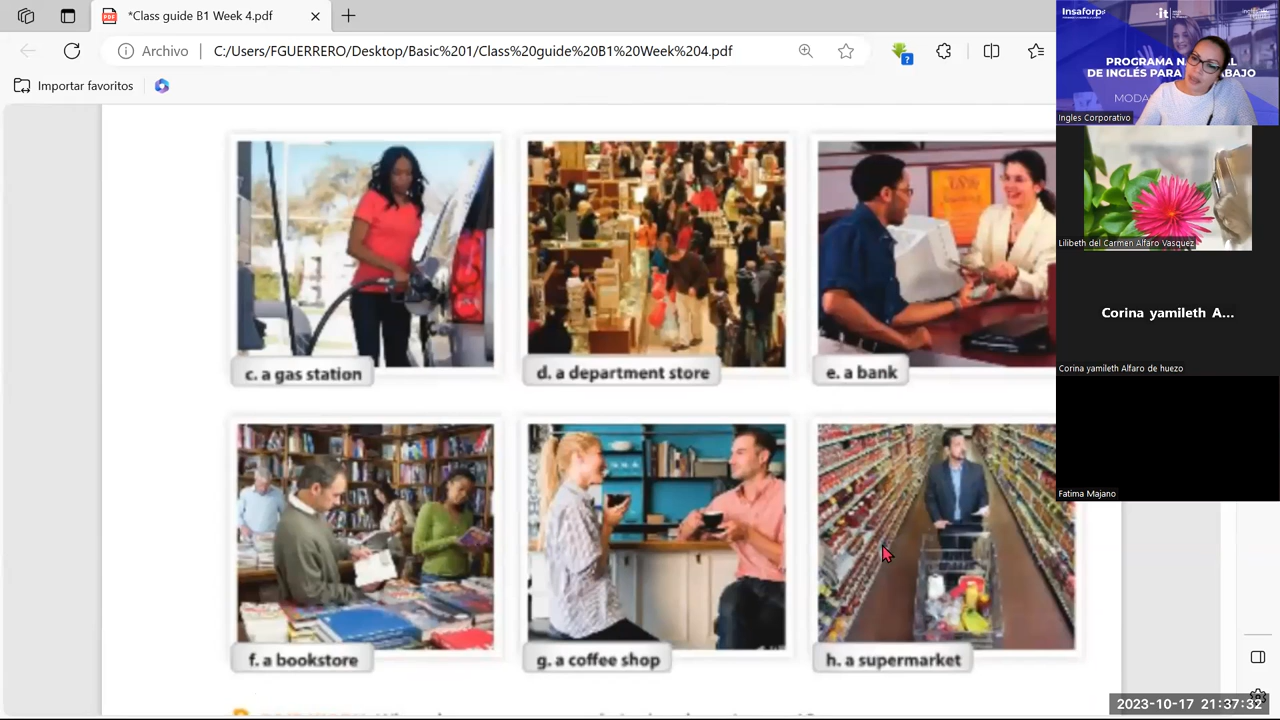 *Class guide B1 Week 4.pdf
Archivo
C:/Users/FGUERRERO/Desktop/Basic%201/Class%20guide%20B1%20Week%204.pdf
Importar favoritos
c. a gas station
d. a department store
e. a bank
f. a bookstore
g. a coffee shop
h. a supermarket
Insaforp
PROGRAMA
DE INGLÉS PARA
Ingles Corporativo
Lilibeth del Carmen Alfaro Vasquez
Corina yamileth A...
Corina yamileth Alfaro de huezo
Fatima Majano
2023-10-17 21:37:32